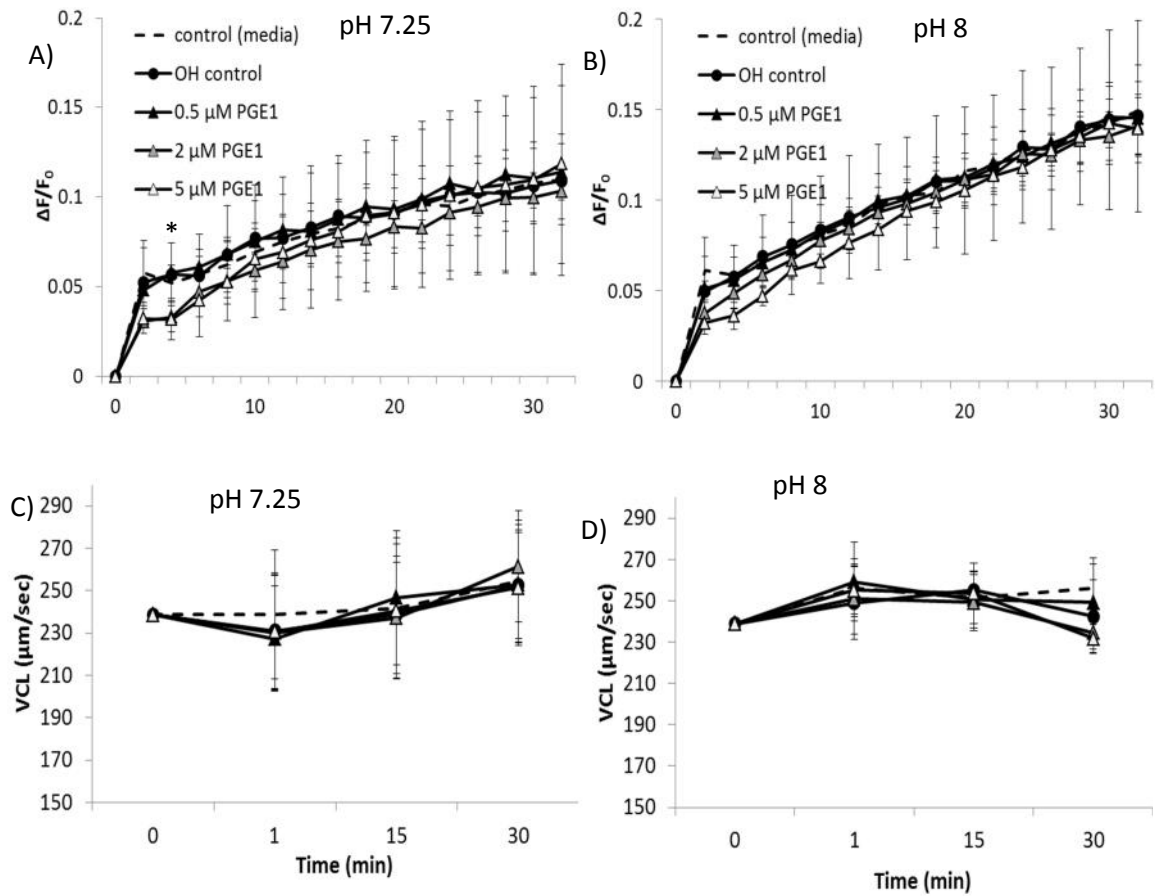 A)
pH 7.25
0.2
0.15
0.1
0.05
0
ΔF/F₀
control (media)
OH control
0.5 µM PGE1
2 µM PGE1
5 µM PGE1
*
0 10 20 30
B)
pH 8
0.2
0.15
0.1
0.05
0
ΔF/F₀
control (media)
OH control
0.5 µM PGE1
2 µM PGE1
5 µM PGE1
0 10 20 30
C)
pH 7.25
290
270
250
230
210
190
170
150
VCL (µm/sec)
0 1 15 30
Time (min)
D)
pH 8
290
270
250
230
210
190
170
150
VCL (µm/sec)
0 1 15 30
Time (min)